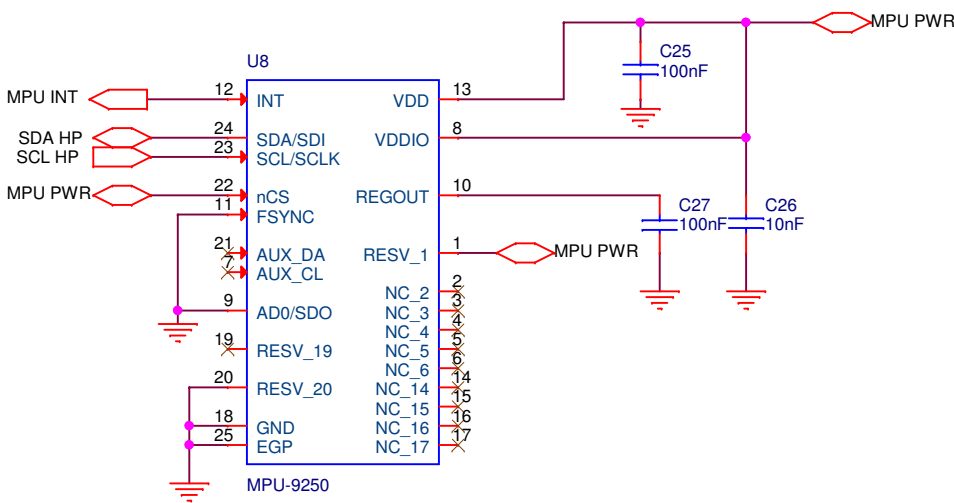 MPU PWR
C25
100nF
U8
MPU INT
12
INT
VDD
13
SDA HP
24
SDA/SDI
VDDIO
8
SCL HP
23
SCL/SCLK
MPU PWR
22
nCS
REGOUT
10
C27
100nF
C26
10nF
11
FSYNC
21
AUX_DA
RESV_1
1
MPU PWR
7
AUX_CL
NC_2
2
NC_3
3
9
AD0/SDO
NC_4
4
NC_5
5
19
RESV_19
NC_6
6
20
RESV_20
NC_14
14
NC_15
15
18
GND
NC_16
16
25
EGP
NC_17
17
MPU-9250